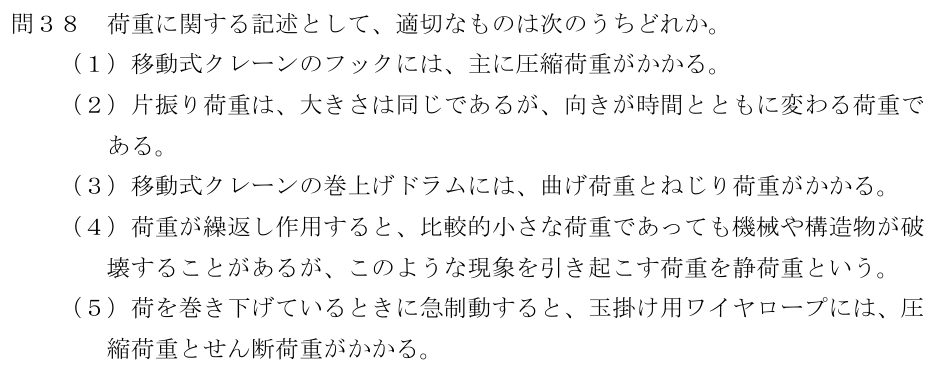 問３８　荷重に関する記述として、適切なものは次のうちどれか。
（１）移動式クレーンのフックには、主に圧縮荷重がかかる。
（２）片振り荷重は、大きさは同じであるが、向きが時間とともに変わる荷重で
ある。
（３）移動式クレーンの巻上げドラムには、曲げ荷重とねじり荷重がかかる。
（４）荷重が繰返し作用すると、比較的小さな荷重であっても機械や構造物が破
壊することがあるが、このような現象を引き起こす荷重を静荷重という。
（５）荷を巻き下げているときに急制動すると、玉掛け用ワイヤロープには、圧
縮荷重とせん断荷重がかかる。